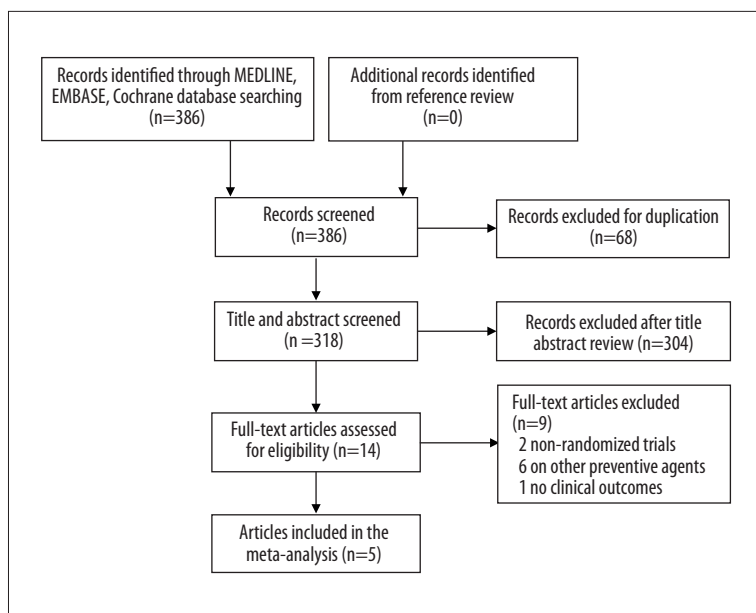 Records identified through MEDLINE,
EMBASE, Cochrane database searching
(n=386)
Additional records identified
from reference review
(n=0)
Records screened
(n=386)
Records excluded for duplication
(n=68)
Title and abstract screened
(n =318)
Records excluded after title
abstract review (n=304)
Full-text articles assessed
for eligibility (n=14)
Full-text articles excluded
(n=9)
2 non-randomized trials
6 on other preventive agents
1 no clinical outcomes
Articles included in the
meta-analysis (n=5)